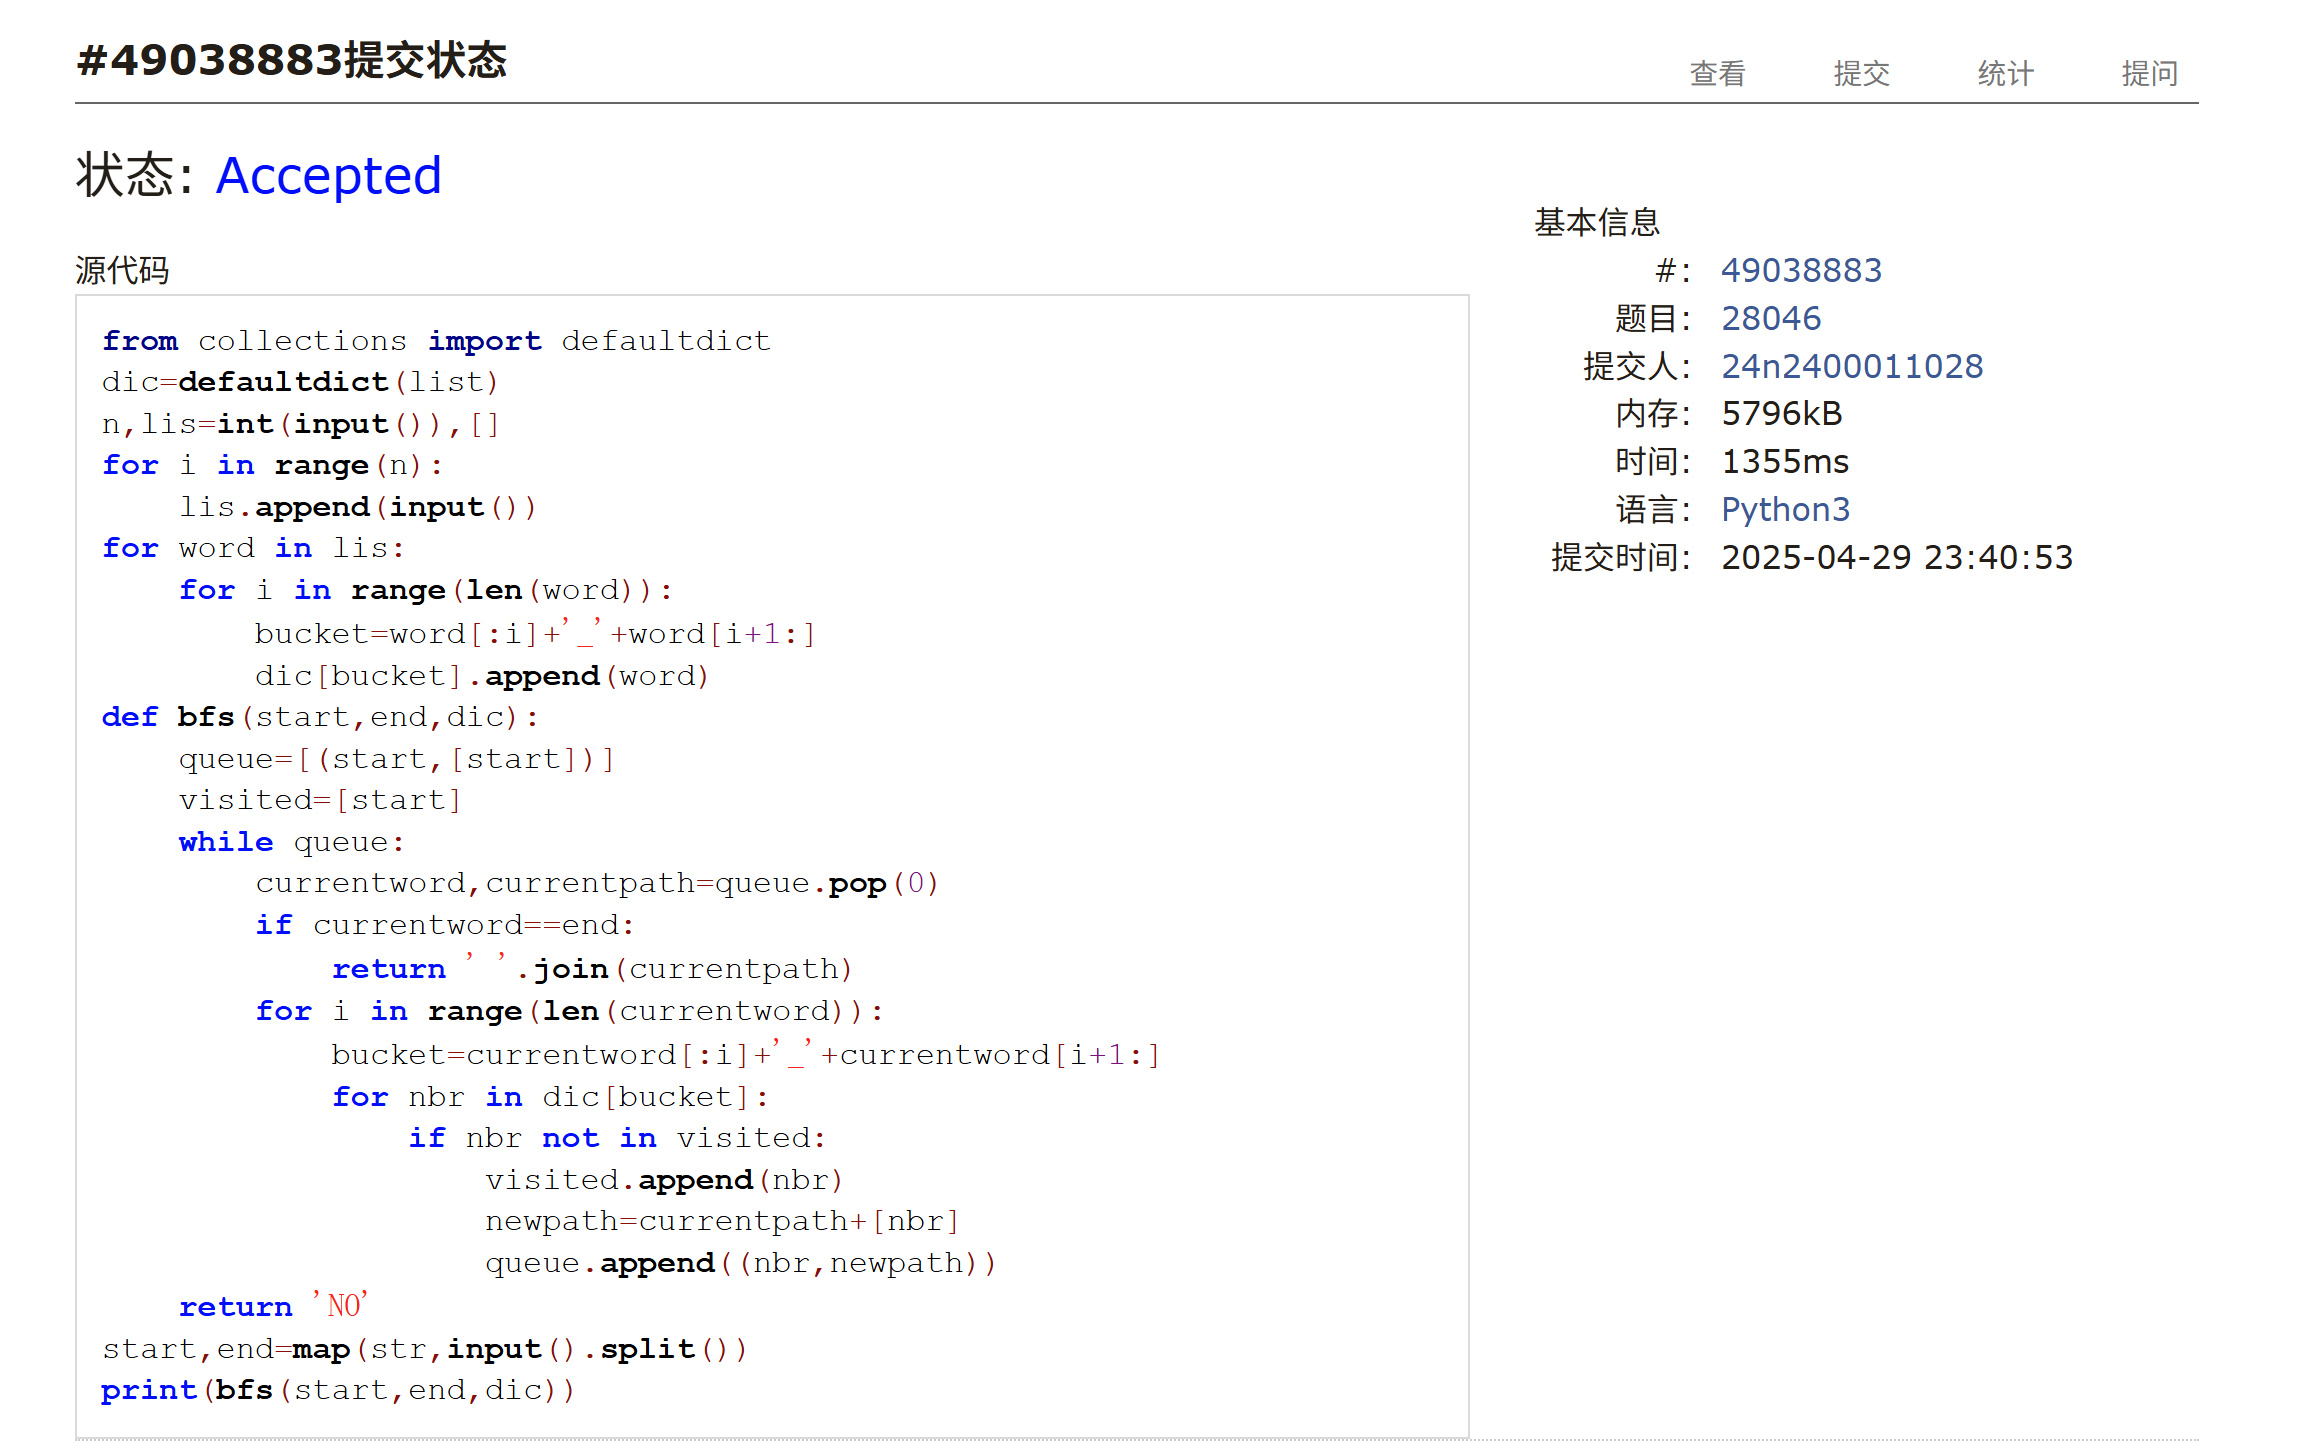 #49038883提交状态
查看 提交 统计 提问
状态: Accepted
源代码
from collections import defaultdict
dic=defaultdict(list)
n,lis=int(input()),[]
for i in range(n):
    lis.append(input())
for word in lis:
    for i in range(len(word)):
        bucket=word[:i]+'_'+word[i+1:]
        dic[bucket].append(word)
def bfs(start,end,dic):
    queue=[(start,[start])]
    visited=[start]
    while queue:
        currentword,currentpath=queue.pop(0)
        if currentword==end:
            return ' '.join(currentpath)
        for i in range(len(currentword)):
            bucket=currentword[:i]+'_'+currentword[i+1:]
            for nbr in dic[bucket]:
                if nbr not in visited:
                    visited.append(nbr)
                    newpath=currentpath+[nbr]
                    queue.append((nbr,newpath))
    return 'NO'
start,end=map(str,input().split())
print(bfs(start,end,dic))
基本信息
#: 49038883
题目: 28046
提交人: 24n2400011028
内存: 5796kB
时间: 1355ms
语言: Python3
提交时间: 2025-04-29 23:40:53